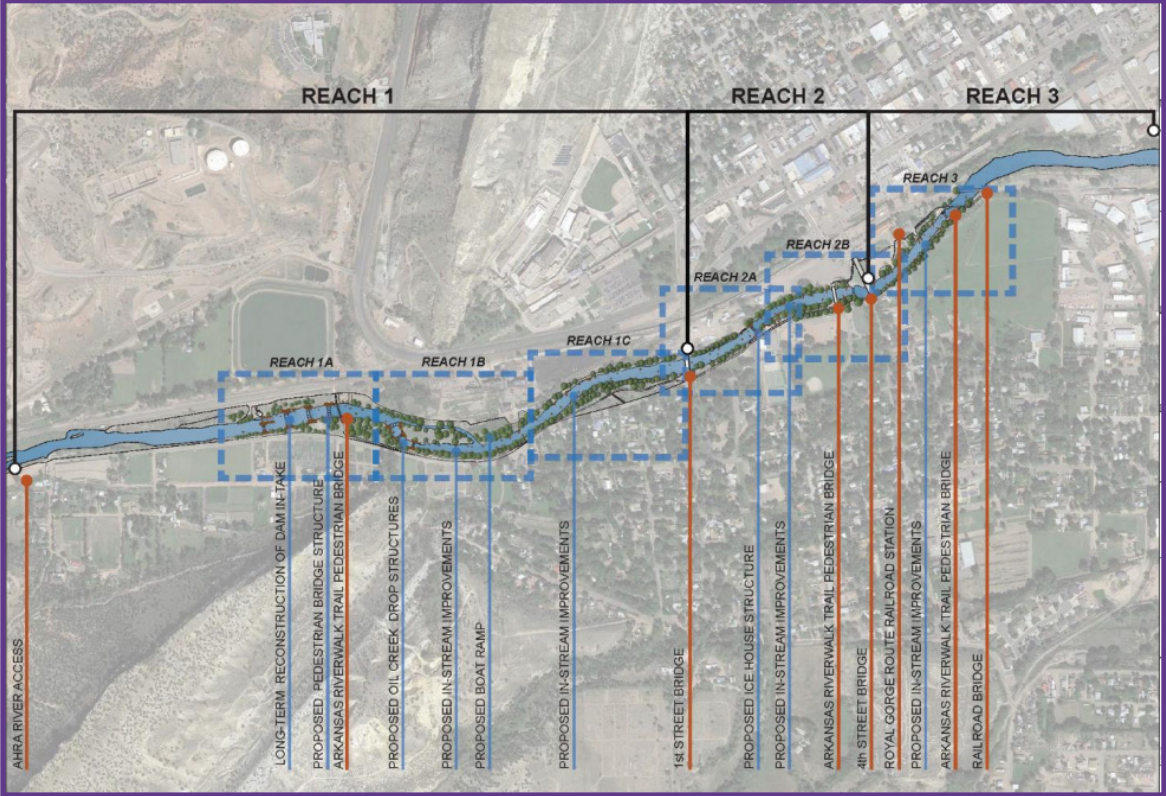 REACH 1
REACH 2
REACH 3
REACH 3
REACH 2B
REACH 2A
REACH 1C
REACH 1A
REACH 1B
AHRA RIVER ACCESS
LONG-TERM RECONSTRUCTION OF DAM IN-TAKE
PROPOSED PEDESTRIAN BRIDGE STRUCTURE
ARKANSAS RIVERWALK TRAIL PEDESTRIAN BRIDGE
PROPOSED OIL CREEK DROP STRUCTURES
PROPOSED IN-STREAM IMPROVEMENTS
PROPOSED BOAT RAMP
PROPOSED IN-STREAM IMPROVEMENTS
1st STREET BRIDGE
PROPOSED ICE HOUSE STRUCTURE
PROPOSED IN-STREAM IMPROVEMENTS
ARKANSAS RIVERWALK TRAIL PEDESTRIAN BRIDGE
4th STREET BRIDGE
ROYAL GORGE ROUTE RAILROAD STATION
PROPOSED IN-STREAM IMPROVEMENTS
ARKANSAS RIVERWALK TRAIL PEDESTRIAN BRIDGE
RAILROAD BRIDGE